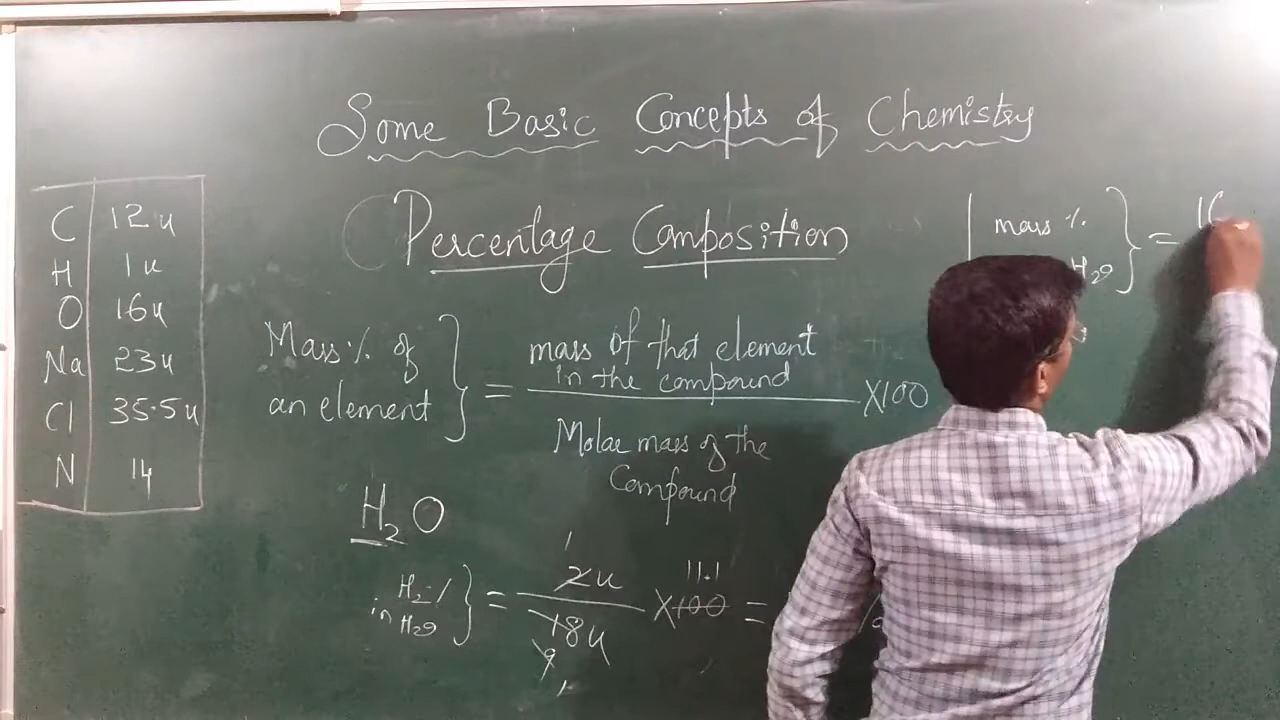 Some Basic Concepts of Chemistry
Percentage Composition
C 12u
H 1u
O 16u
Na 23u
Cl 35.5u
N 14
Mass % of an element } = mass of that element in the compound / Molar mass of the Compound X100
H2O
H2 % in H2O } = 2u / 18u X100 =
1
9
11.1
mass %
H2O } =